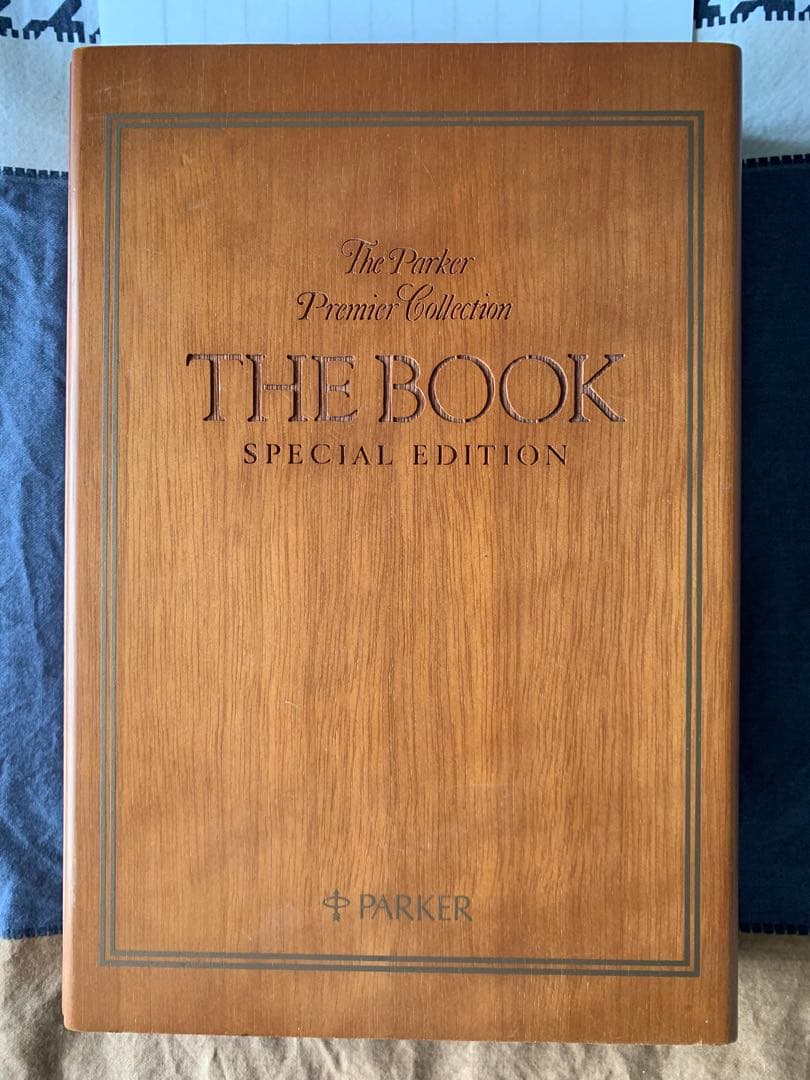 The Parker
Premier Collection
THE BOOK
SPECIAL EDITION
PARKER